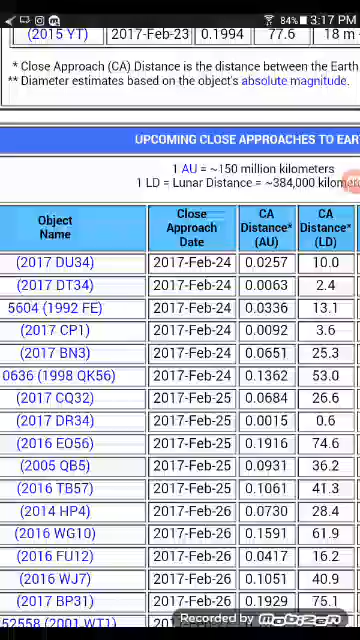 84% 3:17 PM
(2015 YT) 2017-Feb-23 0.1994 77.6 18 m -
* Close Approach (CA) Distance is the distance between the Earth
** Diameter estimates based on the object's absolute magnitude.
UPCOMING CLOSE APPROACHES TO EAR
1 AU = ~150 million kilometers
1 LD = Lunar Distance = ~384,000 kilometers
Object Name Close Approach Date CA Distance* (AU) CA Distance* (LD)
(2017 DU34) 2017-Feb-24 0.0257 10.0
(2017 DT34) 2017-Feb-24 0.0063 2.4
5604 (1992 FE) 2017-Feb-24 0.0336 13.1
(2017 CP1) 2017-Feb-24 0.0092 3.6
(2017 BN3) 2017-Feb-24 0.0651 25.3
0636 (1998 QK56) 2017-Feb-24 0.1362 53.0
(2017 CQ32) 2017-Feb-25 0.0684 26.6
(2017 DR34) 2017-Feb-25 0.0015 0.6
(2016 EO56) 2017-Feb-25 0.1916 74.6
(2005 QB5) 2017-Feb-25 0.0931 36.2
(2016 TB57) 2017-Feb-25 0.1061 41.3
(2014 HP4) 2017-Feb-26 0.0730 28.4
(2016 WG10) 2017-Feb-26 0.1591 61.9
(2016 FU12) 2017-Feb-26 0.0417 16.2
(2016 WJ7) 2017-Feb-26 0.1051 40.9
(2017 BP31) 2017-Feb-26 0.1929 75.1
52558 (2001 WT1)
Recorded by mobizen